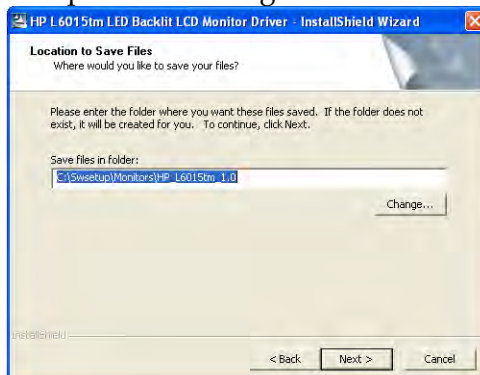 HP L6015tm LED Backlit LCD Monitor Driver - InstallShield Wizard
Location to Save Files
Where would you like to save your files?
Please enter the folder where you want these files saved. If the folder does not
exist, it will be created for you. To continue, click Next.
Save files in folder:
C:\Swsetup\Monitors\HP_L6015tm_1.0
Change...
InstallShield
< Back
Next >
Cancel